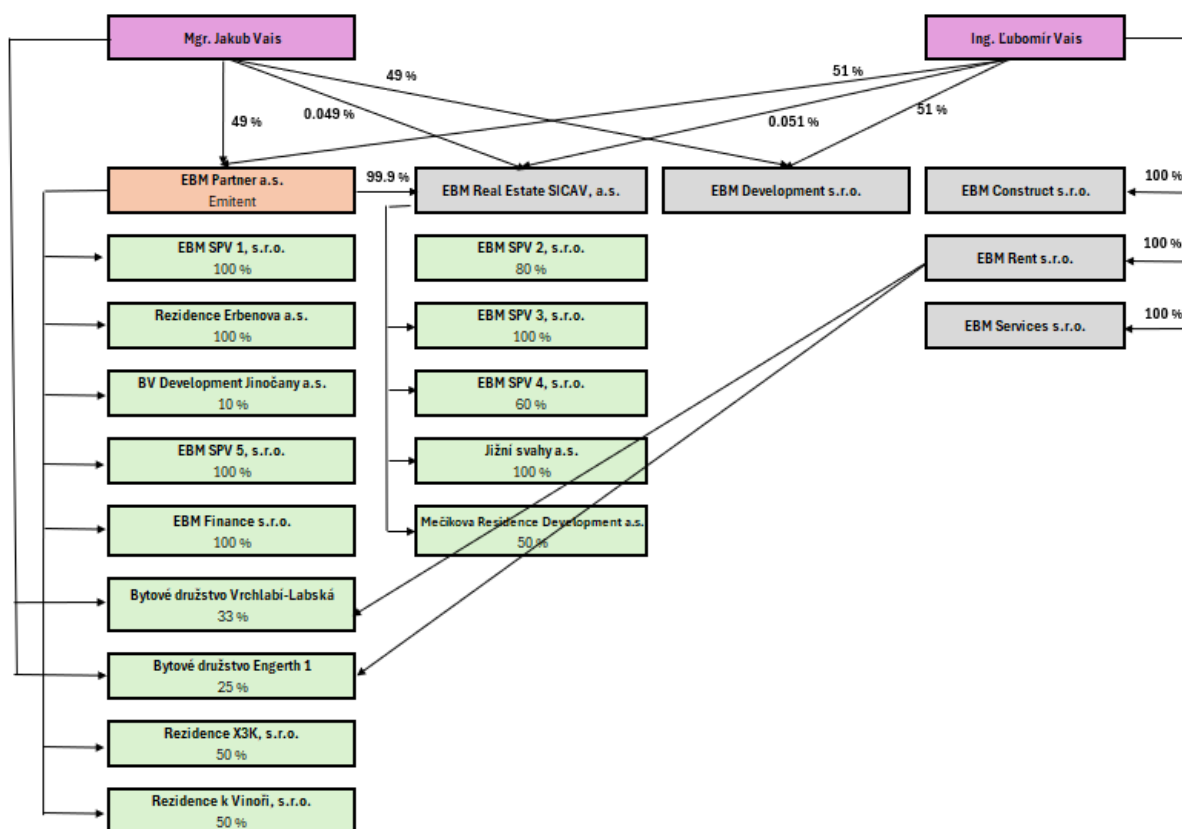 Mgr. Jakub Vais
Ing. Ľubomír Vais
49 %
51 %
49 %
0.049 %
0.051 %
51 %
EBM Partner a.s.
Emitent
99.9 %
EBM Real Estate SICAV, a.s.
EBM Development s.r.o.
EBM Construct s.r.o.
100 %
EBM SPV 1, s.r.o.
100 %
EBM SPV 2, s.r.o.
80 %
EBM Rent s.r.o.
100 %
Rezidence Erbenova a.s.
100 %
EBM SPV 3, s.r.o.
100 %
EBM Services s.r.o.
100 %
BV Development Jinočany a.s.
10 %
EBM SPV 4, s.r.o.
60 %
EBM SPV 5, s.r.o.
100 %
Jižní svahy a.s.
100 %
EBM Finance s.r.o.
100 %
Mečíkova Residence Development a.s.
50 %
Bytové družstvo Vrchlabí-Labská
33 %
Bytové družstvo Engerth 1
25 %
Rezidence X3K, s.r.o.
50 %
Rezidence k Vinoři, s.r.o.
50 %